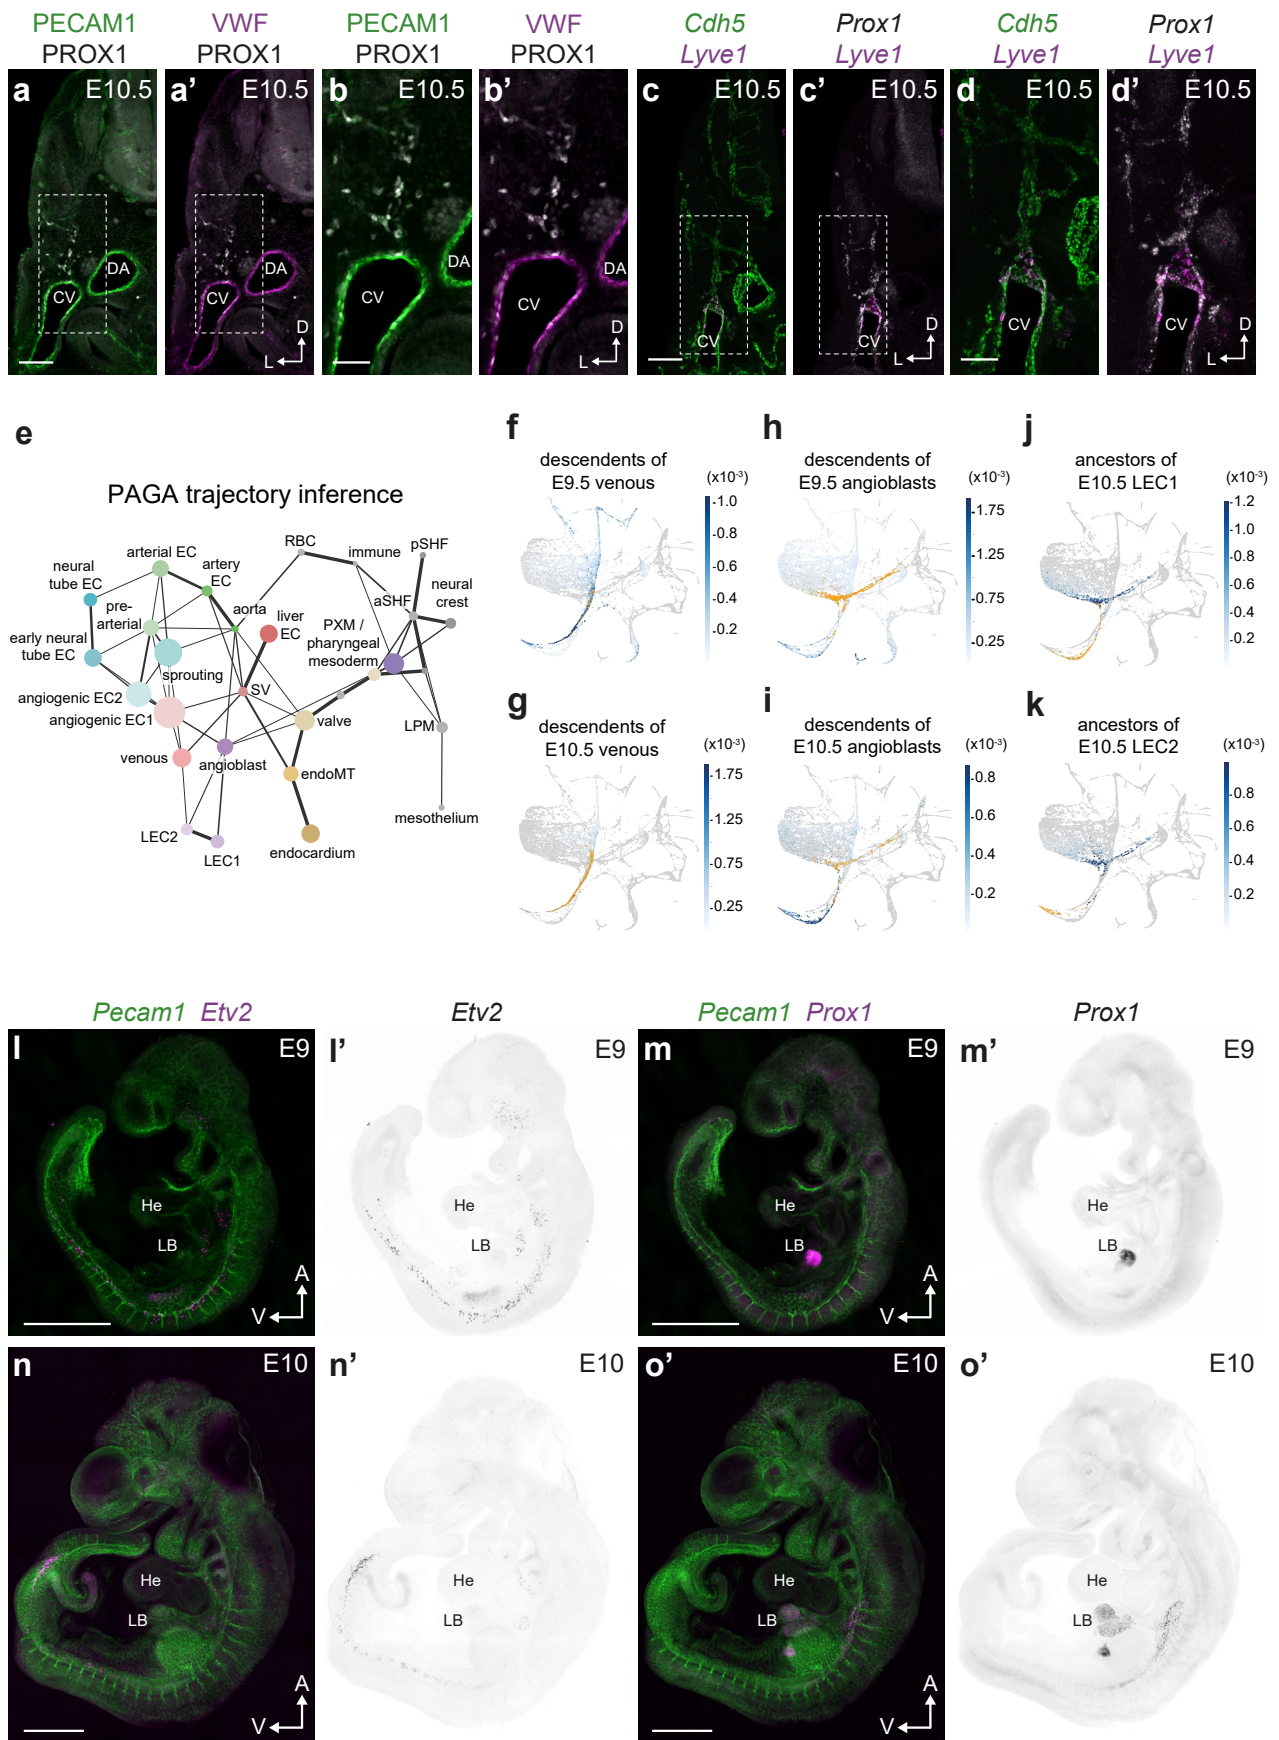 PECAM1
PROX1
VWF
PROX1
PECAM1
PROX1
VWF
PROX1
Cdh5
Lyve1
Prox1
Lyve1
Cdh5
Lyve1
Prox1
Lyve1
a E10.5
CV
DA
a’ E10.5
CV
DA
D
L
b E10.5
CV
DA
b’ E10.5
CV
DA
D
L
c E10.5
CV
c’ E10.5
CV
D
L
d E10.5
CV
d’ E10.5
CV
D
L
e
PAGA trajectory inference
RBC
immune
pSHF
arterial EC
artery
EC
neural
tube EC
neural
crest
aSHF
pre-
arterial
aorta
liver
EC
PXM /
pharyngeal
mesoderm
early neural
tube EC
sprouting
angiogenic EC2
SV
angiogenic EC1
valve
LPM
venous
angioblast
endoMT
mesothelium
LEC2
LEC1
endocardium
f
descendents of
E9.5 venous
(x10-3)
1.0
0.8
0.6
0.4
0.2
h
descendents of
E9.5 angioblasts
(x10-3)
1.75
1.25
0.75
0.25
j
ancestors of
E10.5 LEC1
(x10-3)
1.2
1.0
0.8
0.6
0.4
0.2
g
descendents of
E10.5 venous
(x10-3)
1.75
1.25
0.75
0.25
i
descendents of
E10.5 angioblasts
(x10-3)
0.8
0.6
0.4
0.2
k
ancestors of
E10.5 LEC2
(x10-3)
0.8
0.6
0.4
0.2
Pecam1 Etv2
Etv2
Pecam1 Prox1
Prox1
l E9
He
LB
A
V
l’ E9
He
LB
m E9
He
LB
A
V
m’ E9
He
LB
n E10
He
LB
A
V
n’ E10
He
LB
o’ E10
He
LB
A
V
o’ E10
He
LB